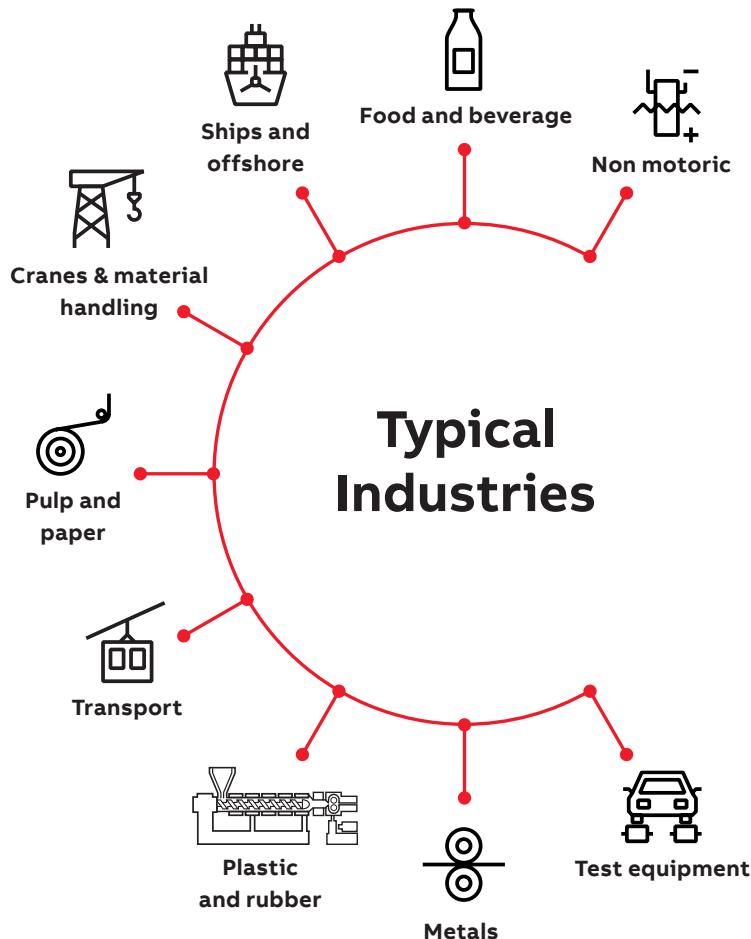 Food and beverage
Ships and
offshore
Non motoric
Cranes & material
handling
Typical
Industries
Pulp and
paper
Transport
Plastic
and rubber
Test equipment
Metals